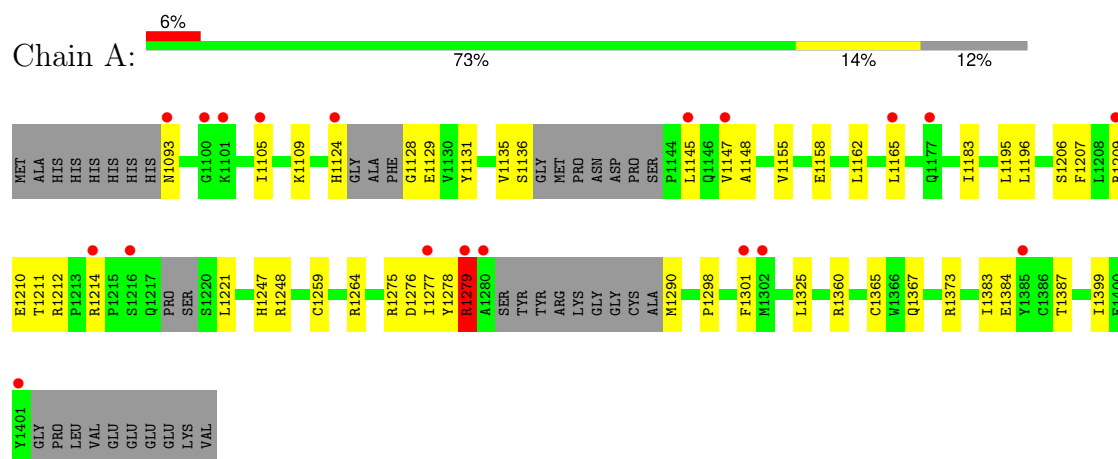 6%
Chain A:
73% 14% 12%
MET ALA HIS HIS HIS HIS HIS HIS N1093 G1100 K1101 I1105 K1109 H1124 GLY ALA PHE G1128 E1129 V1130 Y1131 V1135 S1136 GLY MET PRO ASN ASP PRO SER P1144 L1145 Q1146 V1147 A1148 V1155 E1158 L1162 L1165 Q1177 I1183 L1195 L1196 S1206 F1207 L1208 R1209
E1210 T1211 R1212 P1213 R1214 P1215 S1216 Q1217 PRO SER S1220 L1221 H1247 R1248 C1259 R1264 R1275 D1276 I1277 Y1278 R1279 A1280 SER TYR TYR ARG LYS GLY GLY CYS ALA M1290 P1298 F1301 M1302 L1325 R1360 C1365 W1366 Q1367 R1373 I1383 E1384 Y1385 C1386 T1387 I1399
Y1401 GLY PRO LEU VAL GLU GLU GLU GLU LYS VAL